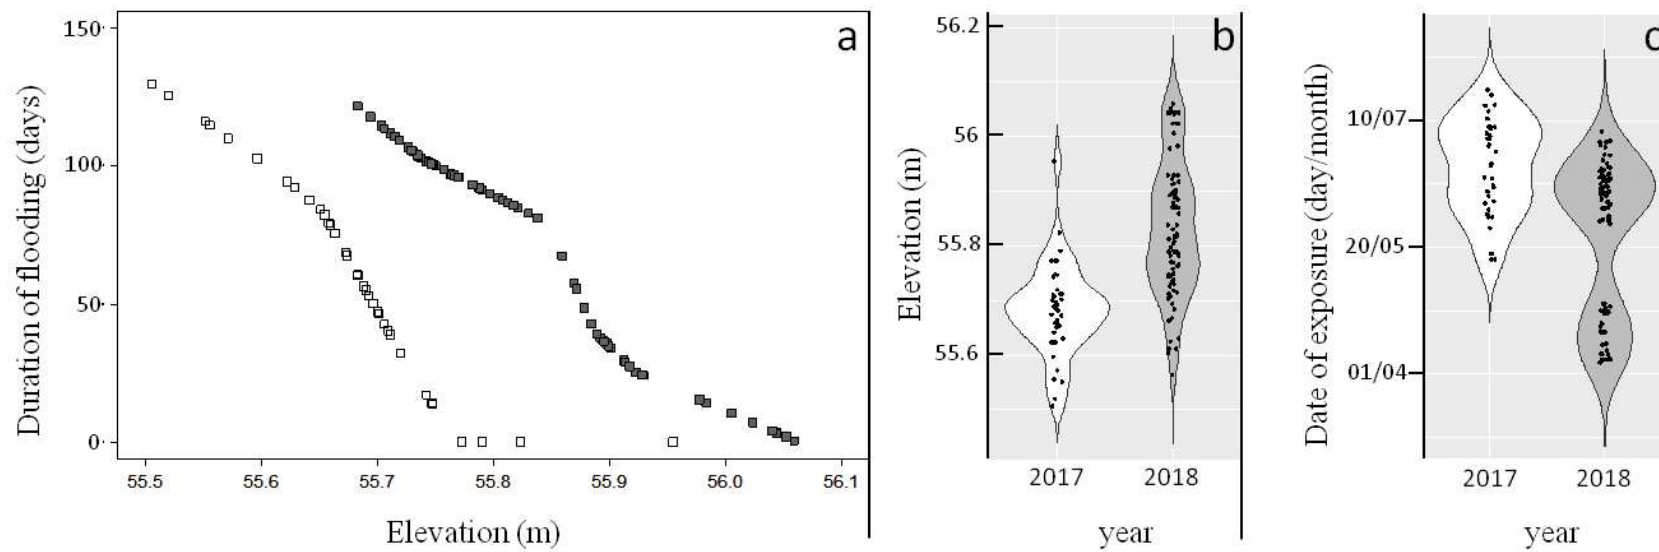 150
100
50
0
Duration of flooding (days)
55.5 55.6 55.7 55.8 55.9 56.0 56.1
Elevation (m)
a
56.2
56
55.8
55.6
Elevation (m)
2017 2018
year
b
10/07
20/05
01/04
Date of exposure (day/month)
2017 2018
year
c